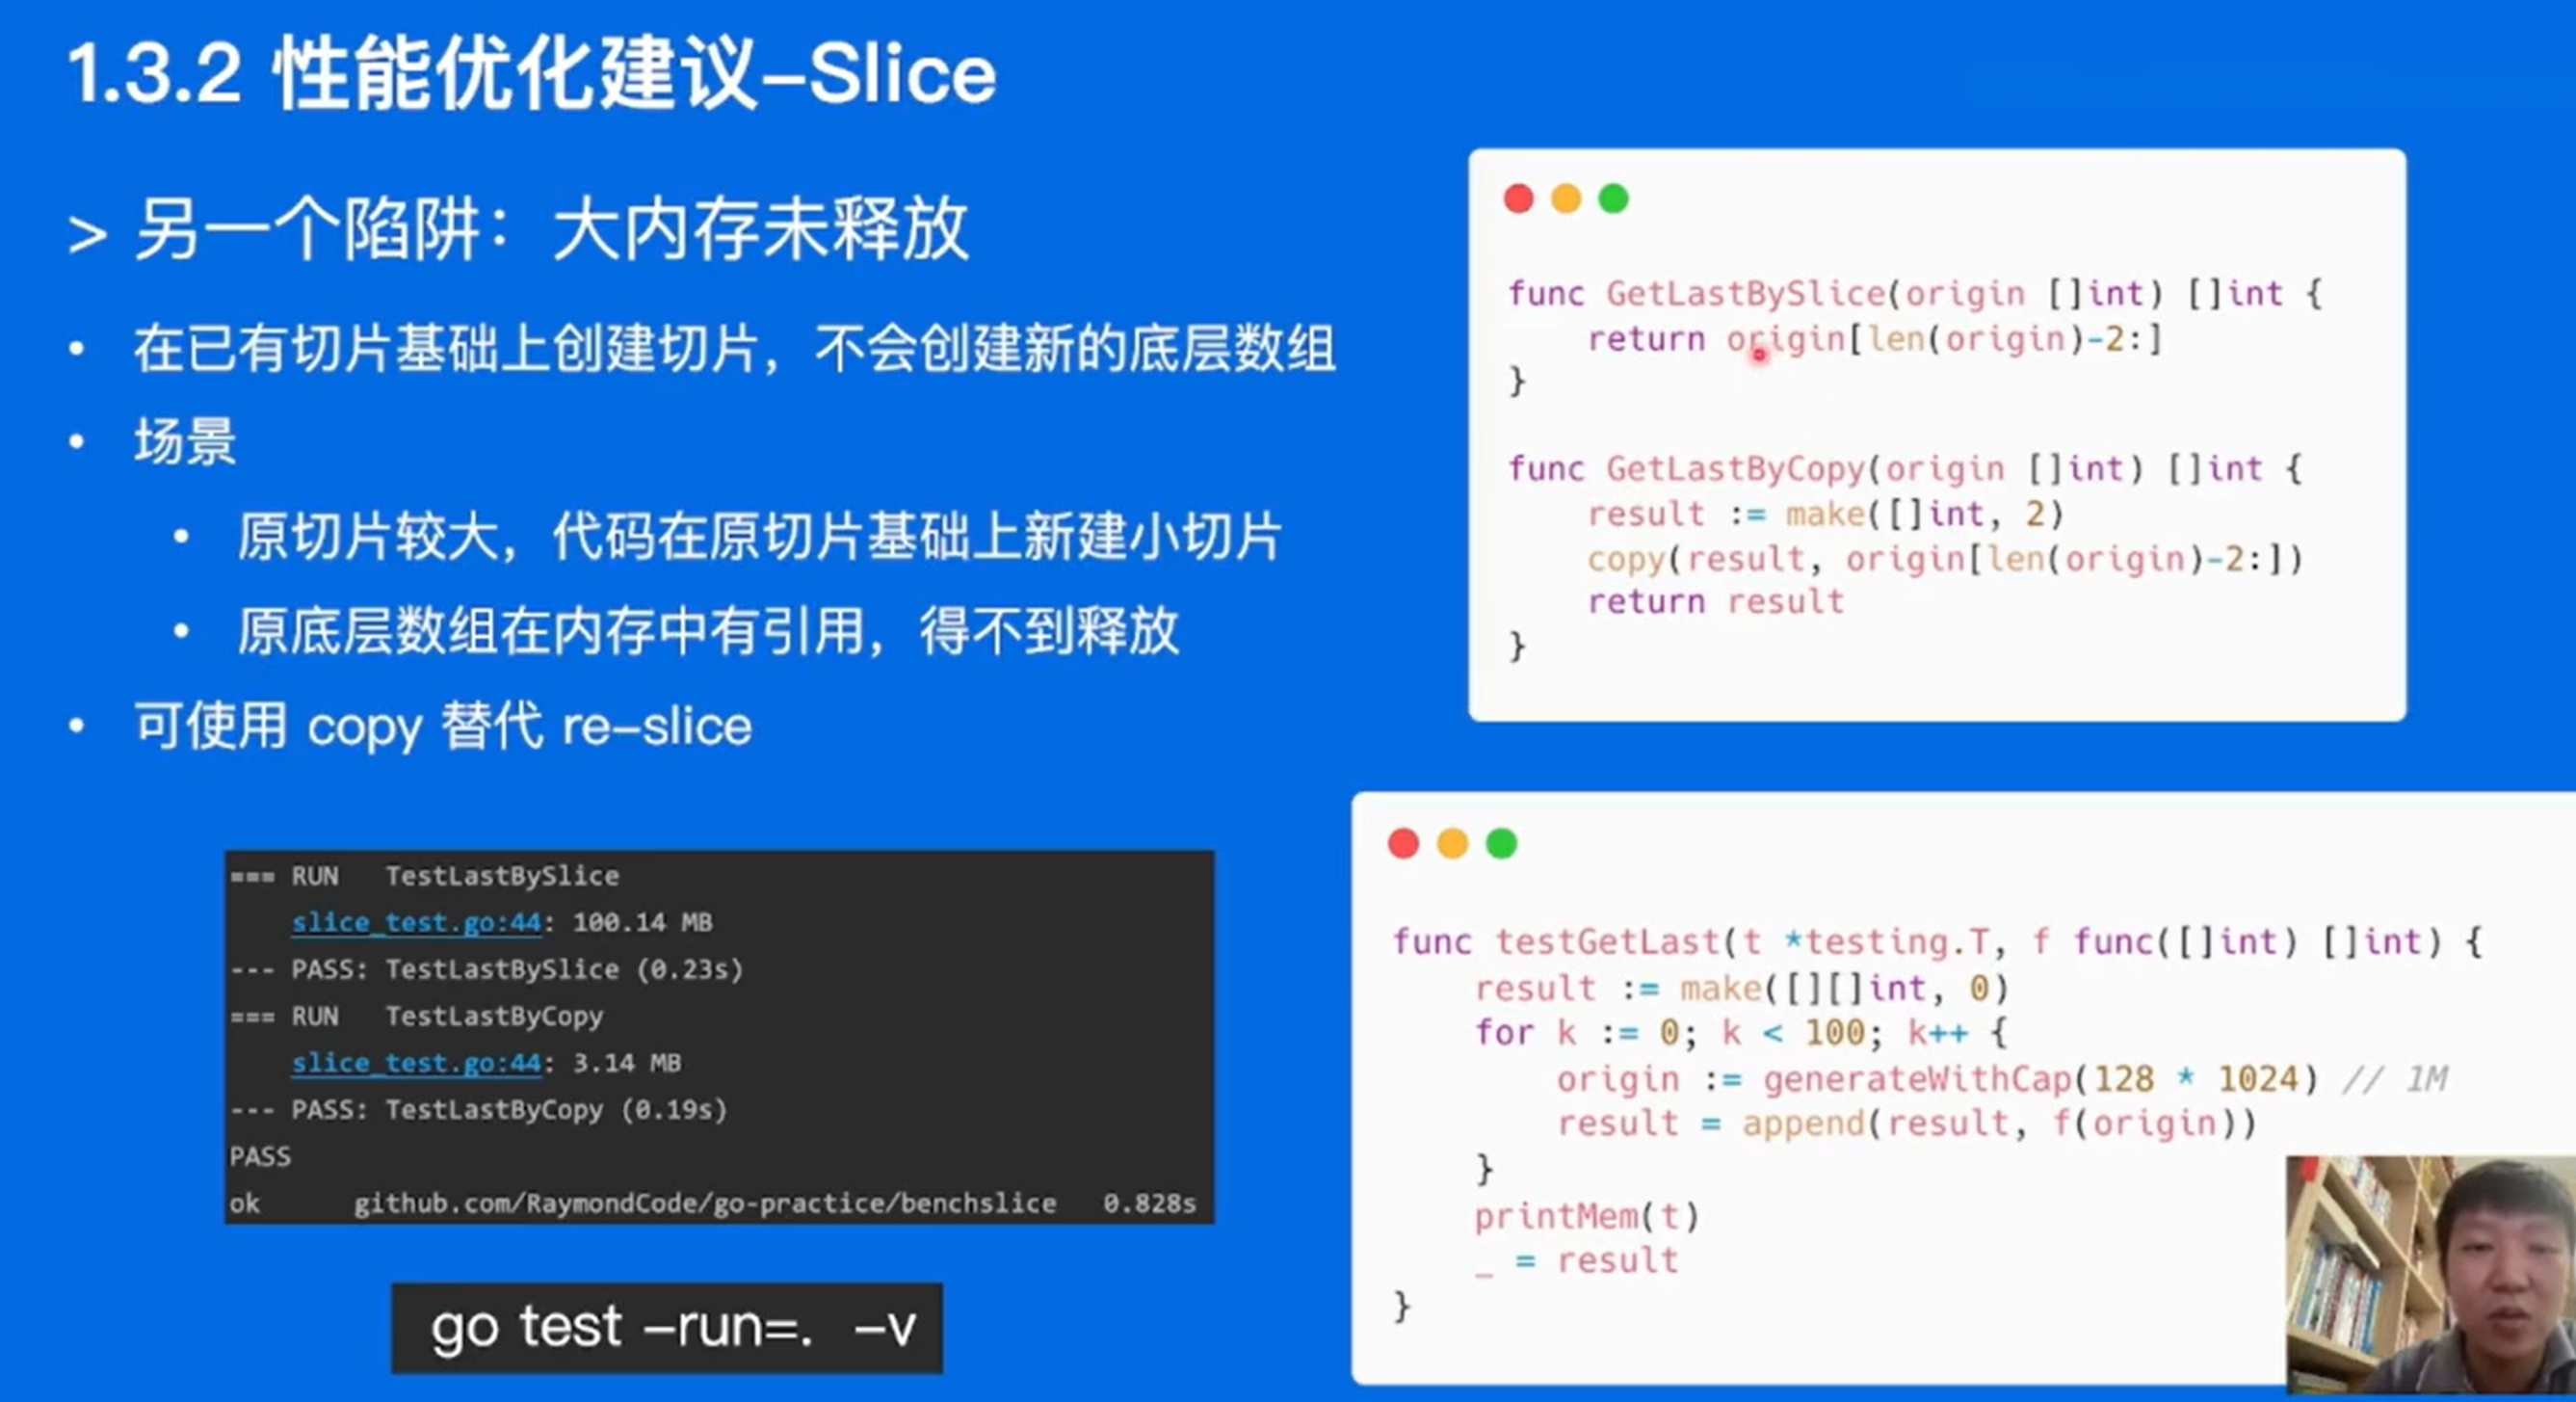 1.3.2 性能优化建议-Slice
> 另一个陷阱：大内存未释放
• 在已有切片基础上创建切片，不会创建新的底层数组
• 场景
• 原切片较大，代码在原切片基础上新建小切片
• 原底层数组在内存中有引用，得不到释放
• 可使用 copy 替代 re-slice
=== RUN   TestLastBySlice
    slice_test.go:44: 100.14 MB
--- PASS: TestLastBySlice (0.23s)
=== RUN   TestLastByCopy
    slice_test.go:44: 3.14 MB
--- PASS: TestLastByCopy (0.19s)
PASS
ok      github.com/RaymondCode/go-practice/benchslice   0.828s
go test -run=. -v
func GetLastBySlice(origin []int) []int {
    return origin[len(origin)-2:]
}
func GetLastByCopy(origin []int) []int {
    result := make([]int, 2)
    copy(result, origin[len(origin)-2:])
    return result
}
func testGetLast(t *testing.T, f func([]int) []int) {
    result := make([][]int, 0)
    for k := 0; k < 100; k++ {
        origin := generateWithCap(128 * 1024) // 1M
        result = append(result, f(origin))
    }
    printMem(t)
    _ = result
}